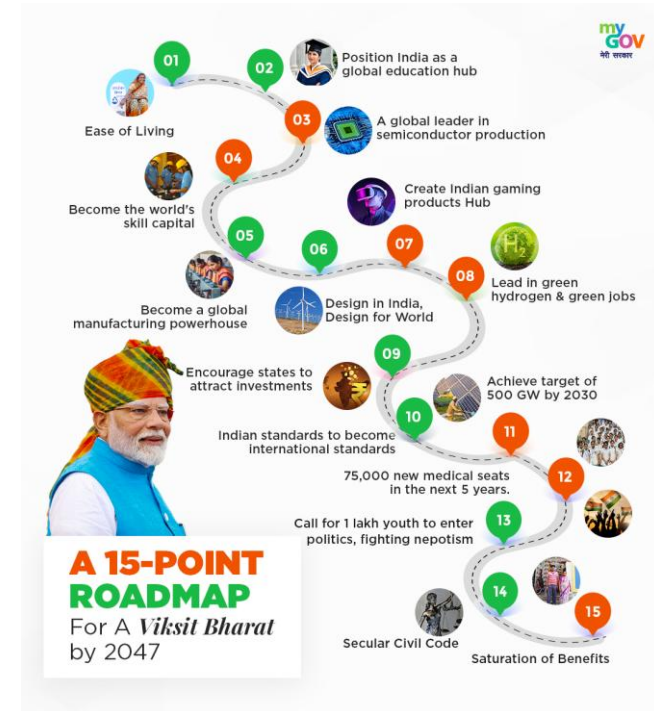 my
GOV
मेरी सरकार
01
Ease of Living
02
Position India as a
global education hub
03
A global leader in
semiconductor production
04
Become the world's
skill capital
05
Become a global
manufacturing powerhouse
06
Design in India,
Design for World
07
Create Indian gaming
products Hub
08
H2
Lead in green
hydrogen & green jobs
09
Encourage states to
attract investments
10
Indian standards to become
international standards
Achieve target of
500 GW by 2030
11
75,000 new medical seats
in the next 5 years.
12
Call for 1 lakh youth to enter
politics, fighting nepotism
13
14
Secular Civil Code
15
Saturation of Benefits
A 15-POINT
ROADMAP
For A Viksit Bharat
by 2047